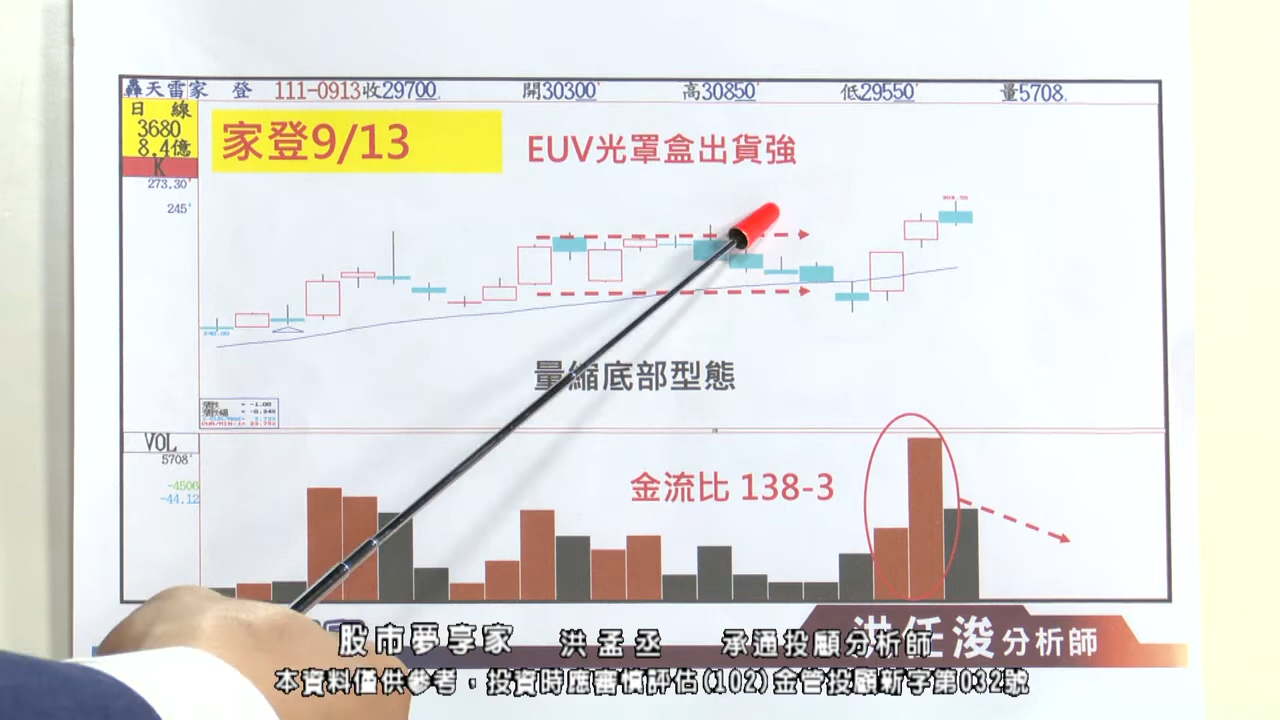 轟天雷家 登 111-0913收29700 開30300 高30850 低29550 量5708
日 線
3680
8.4億
K
273.30
245
家登9/13
EUV光罩盒出貨強
量縮底部型態
VOL
5708
-4506
-44.12
金流比 138-3
洪任浚分析師
股市夢享家 洪孟丞 承通投顧分析師
本資料僅供參考，投資時應審慎評估(102)金管投顧新字第032號